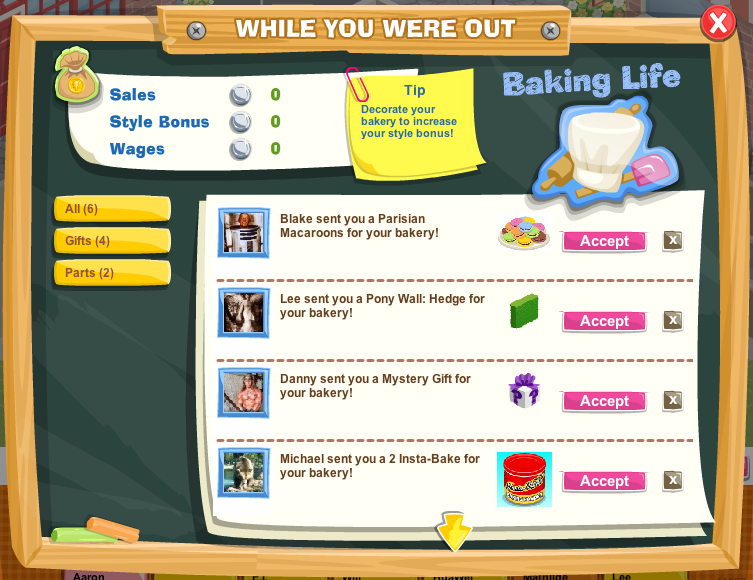 WHILE YOU WERE OUT
X
Sales 0
Style Bonus 0
Wages 0
Tip
Decorate your
bakery to increase
your style bonus!
Baking Life
All (6)
Gifts (4)
Parts (2)
Blake sent you a Parisian
Macaroons for your bakery!
Accept
X
Lee sent you a Pony Wall: Hedge for
your bakery!
Accept
X
Danny sent you a Mystery Gift for
your bakery!
Accept
X
Michael sent you a 2 Insta-Bake for
your bakery!
Accept
X
Aaron
Lee